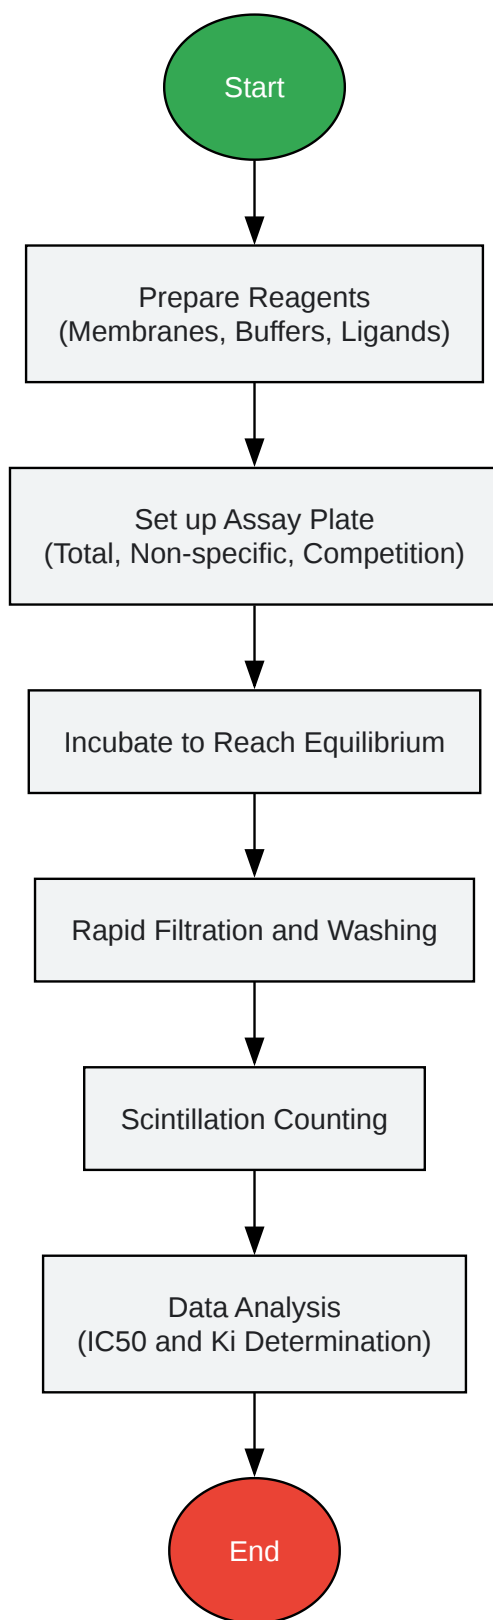 Start
Prepare Reagents
(Membranes, Buffers, Ligands)
Set up Assay Plate
(Total, Non-specific, Competition)
Incubate to Reach Equilibrium
Rapid Filtration and Washing
Scintillation Counting
Data Analysis
(IC50 and Ki Determination)
End